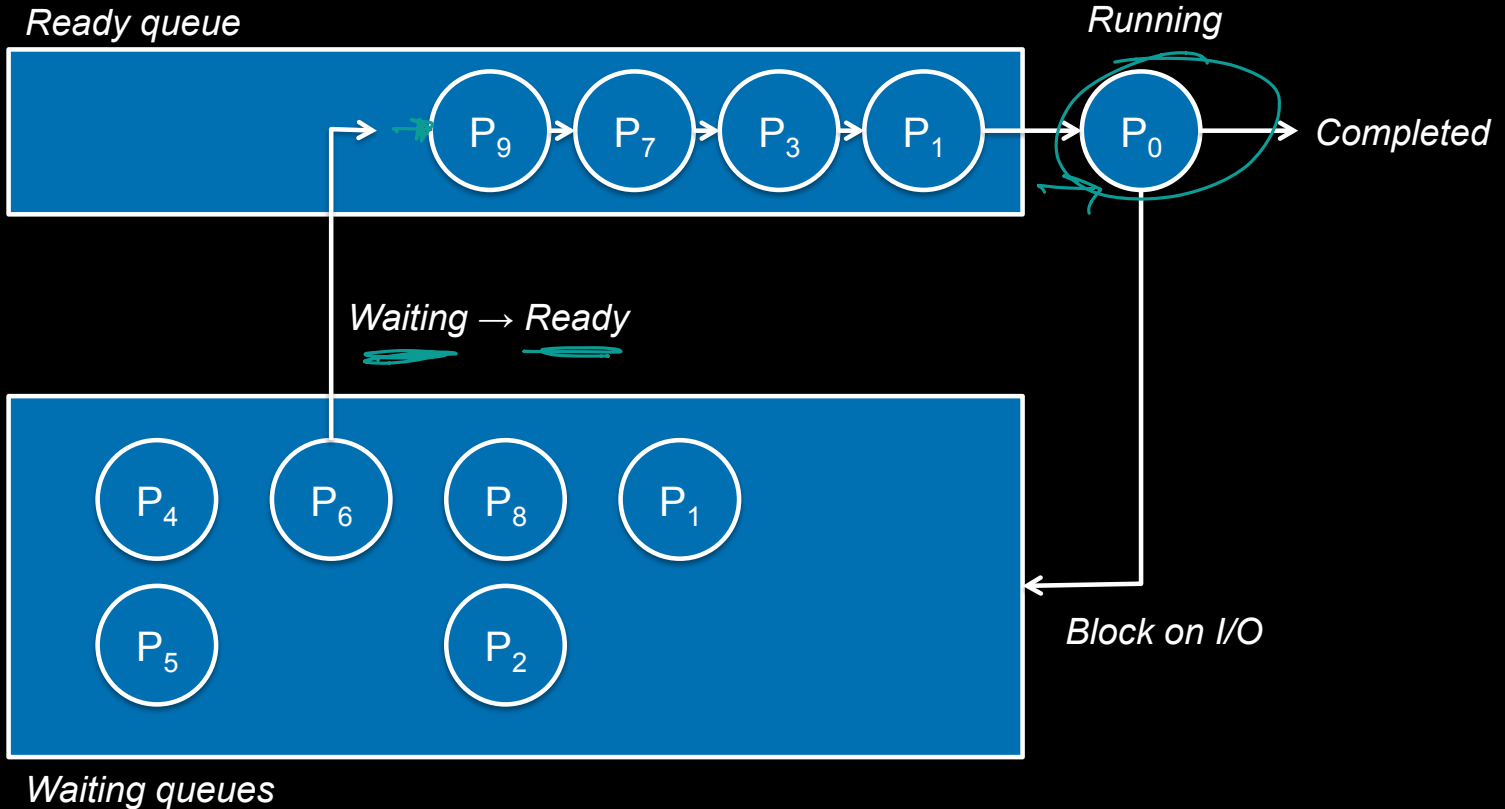 Ready queue
Running
P₉ P₇ P₃ P₁ P₀ Completed
Waiting → Ready
P₄ P₆ P₈ P₁
P₅ P₂
Block on I/O
Waiting queues